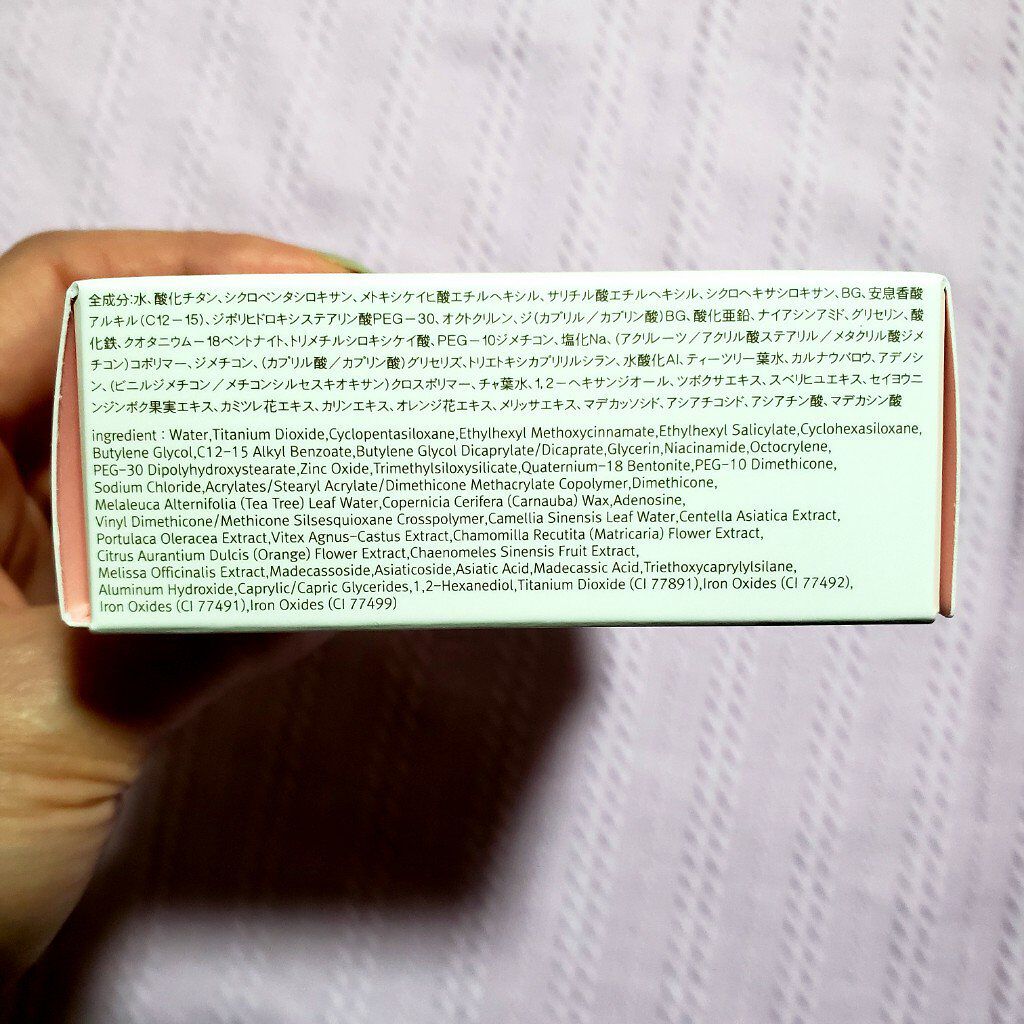 全成分:水、酸化チタン、シクロペンタシロキサン、メトキシケイヒ酸エチルヘキシル、サリチル酸エチルヘキシル、シクロヘキサシロキサン、BG、安息香酸
アルキル(C12-15)、ジポリヒドロキシステアリン酸PEG-30、オクトクリレン、ジ(カプリル/カプリン酸)BG、酸化亜鉛、ナイアシンアミド、グリセリン、酸
化鉄、クオタニウム-18ベントナイト、トリメチルシロキシケイ酸、PEG-10ジメチコン、塩化Na、(アクリレーツ/アクリル酸ステアリル/メタクリル酸ジメ
チコン)コポリマー、ジメチコン、(カプリル酸/カプリン酸)グリセリズ、トリエトキシカプリリルシラン、水酸化Al、ティーツリー葉水、カルナウバロウ、アデノシ
ン、(ビニルジメチコン/メチコンシルセスキオキサン)クロスポリマー、チャ葉水、1,2-ヘキサンジオール、ツボクサエキス、スベリヒユエキス、セイヨウニ
ンジンボク果実エキス、カミツレ花エキス、カリンエキス、オレンジ花エキス、メリッサエキス、マデカッソシド、アシアチコシド、アシアチン酸、マデカシン酸
ingredient : Water,Titanium Dioxide,Cyclopentasiloxane,Ethylhexyl Methoxycinnamate,Ethylhexyl Salicylate,Cyclohexasiloxane,
Butylene Glycol,C12-15 Alkyl Benzoate,Butylene Glycol Dicaprylate/Dicaprate,Glycerin,Niacinamide,Octocrylene,
PEG-30 Dipolyhydroxystearate,Zinc Oxide,Trimethylsiloxysilicate,Quaternium-18 Bentonite,PEG-10 Dimethicone,
Sodium Chloride,Acrylates/Stearyl Acrylate/Dimethicone Methacrylate Copolymer,Dimethicone,
Melaleuca Alternifolia (Tea Tree) Leaf Water,Copernicia Cerifera (Carnauba) Wax,Adenosine,
Vinyl Dimethicone/Methicone Silsesquioxane Crosspolymer,Camellia Sinensis Leaf Water,Centella Asiatica Extract,
Portulaca Oleracea Extract,Vitex Agnus-Castus Extract,Chamomilla Recutita (Matricaria) Flower Extract,
Citrus Aurantium Dulcis (Orange) Flower Extract,Chaenomeles Sinensis Fruit Extract,
Melissa Officinalis Extract,Madecassoside,Asiaticoside,Asiatic Acid,Madecassic Acid,Triethoxycaprylylsilane,
Aluminum Hydroxide,Caprylic/Capric Glycerides,1,2-Hexanediol,Titanium Dioxide (CI 77891),Iron Oxides (CI 77492),
Iron Oxides (CI 77491),Iron Oxides (CI 77499)